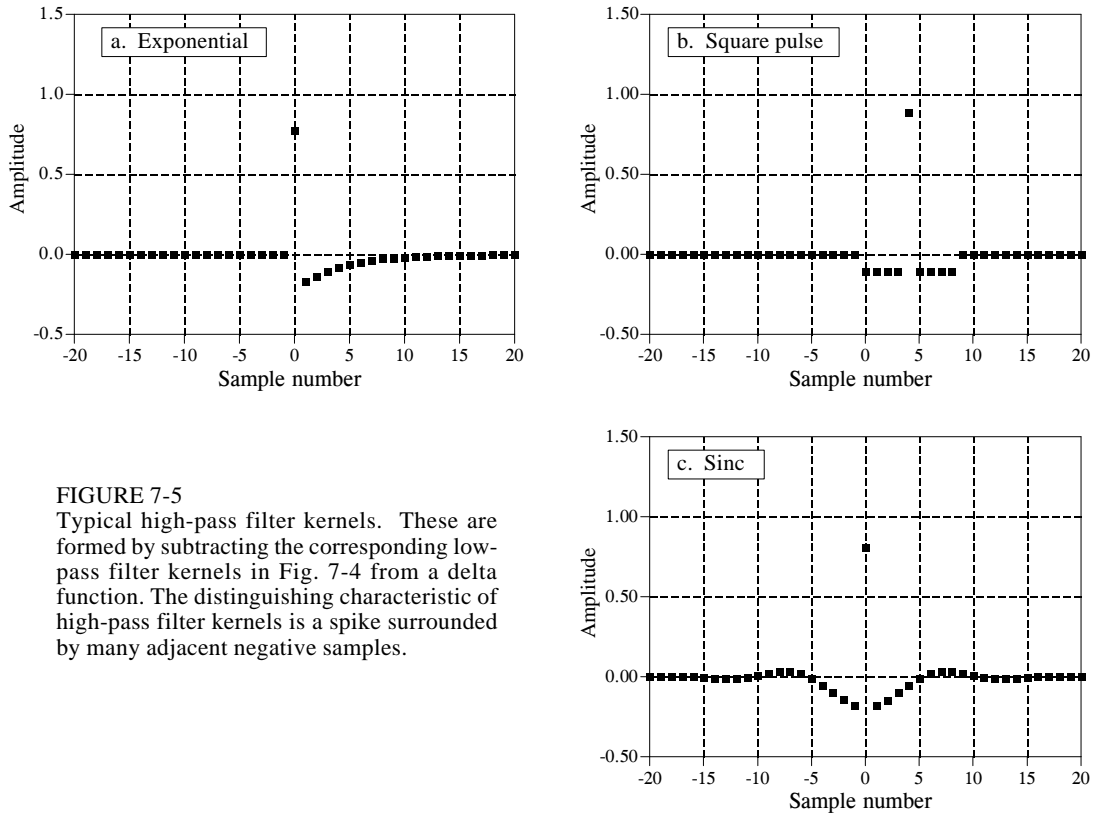 a. Exponential
1.5
1.0
0.5
0.0
-0.5
Amplitude
-20 -15 -10 -5 0 5 10 15 20
Sample number
b. Square pulse
1.50
1.00
0.50
0.00
-0.50
Amplitude
-20 -15 -10 -5 0 5 10 15 20
Sample number
FIGURE 7-5
Typical high-pass filter kernels. These are
formed by subtracting the corresponding low-
pass filter kernels in Fig. 7-4 from a delta
function. The distinguishing characteristic of
high-pass filter kernels is a spike surrounded
by many adjacent negative samples.
c. Sinc
1.50
1.00
0.50
0.00
-0.50
Amplitude
-20 -15 -10 -5 0 5 10 15 20
Sample number